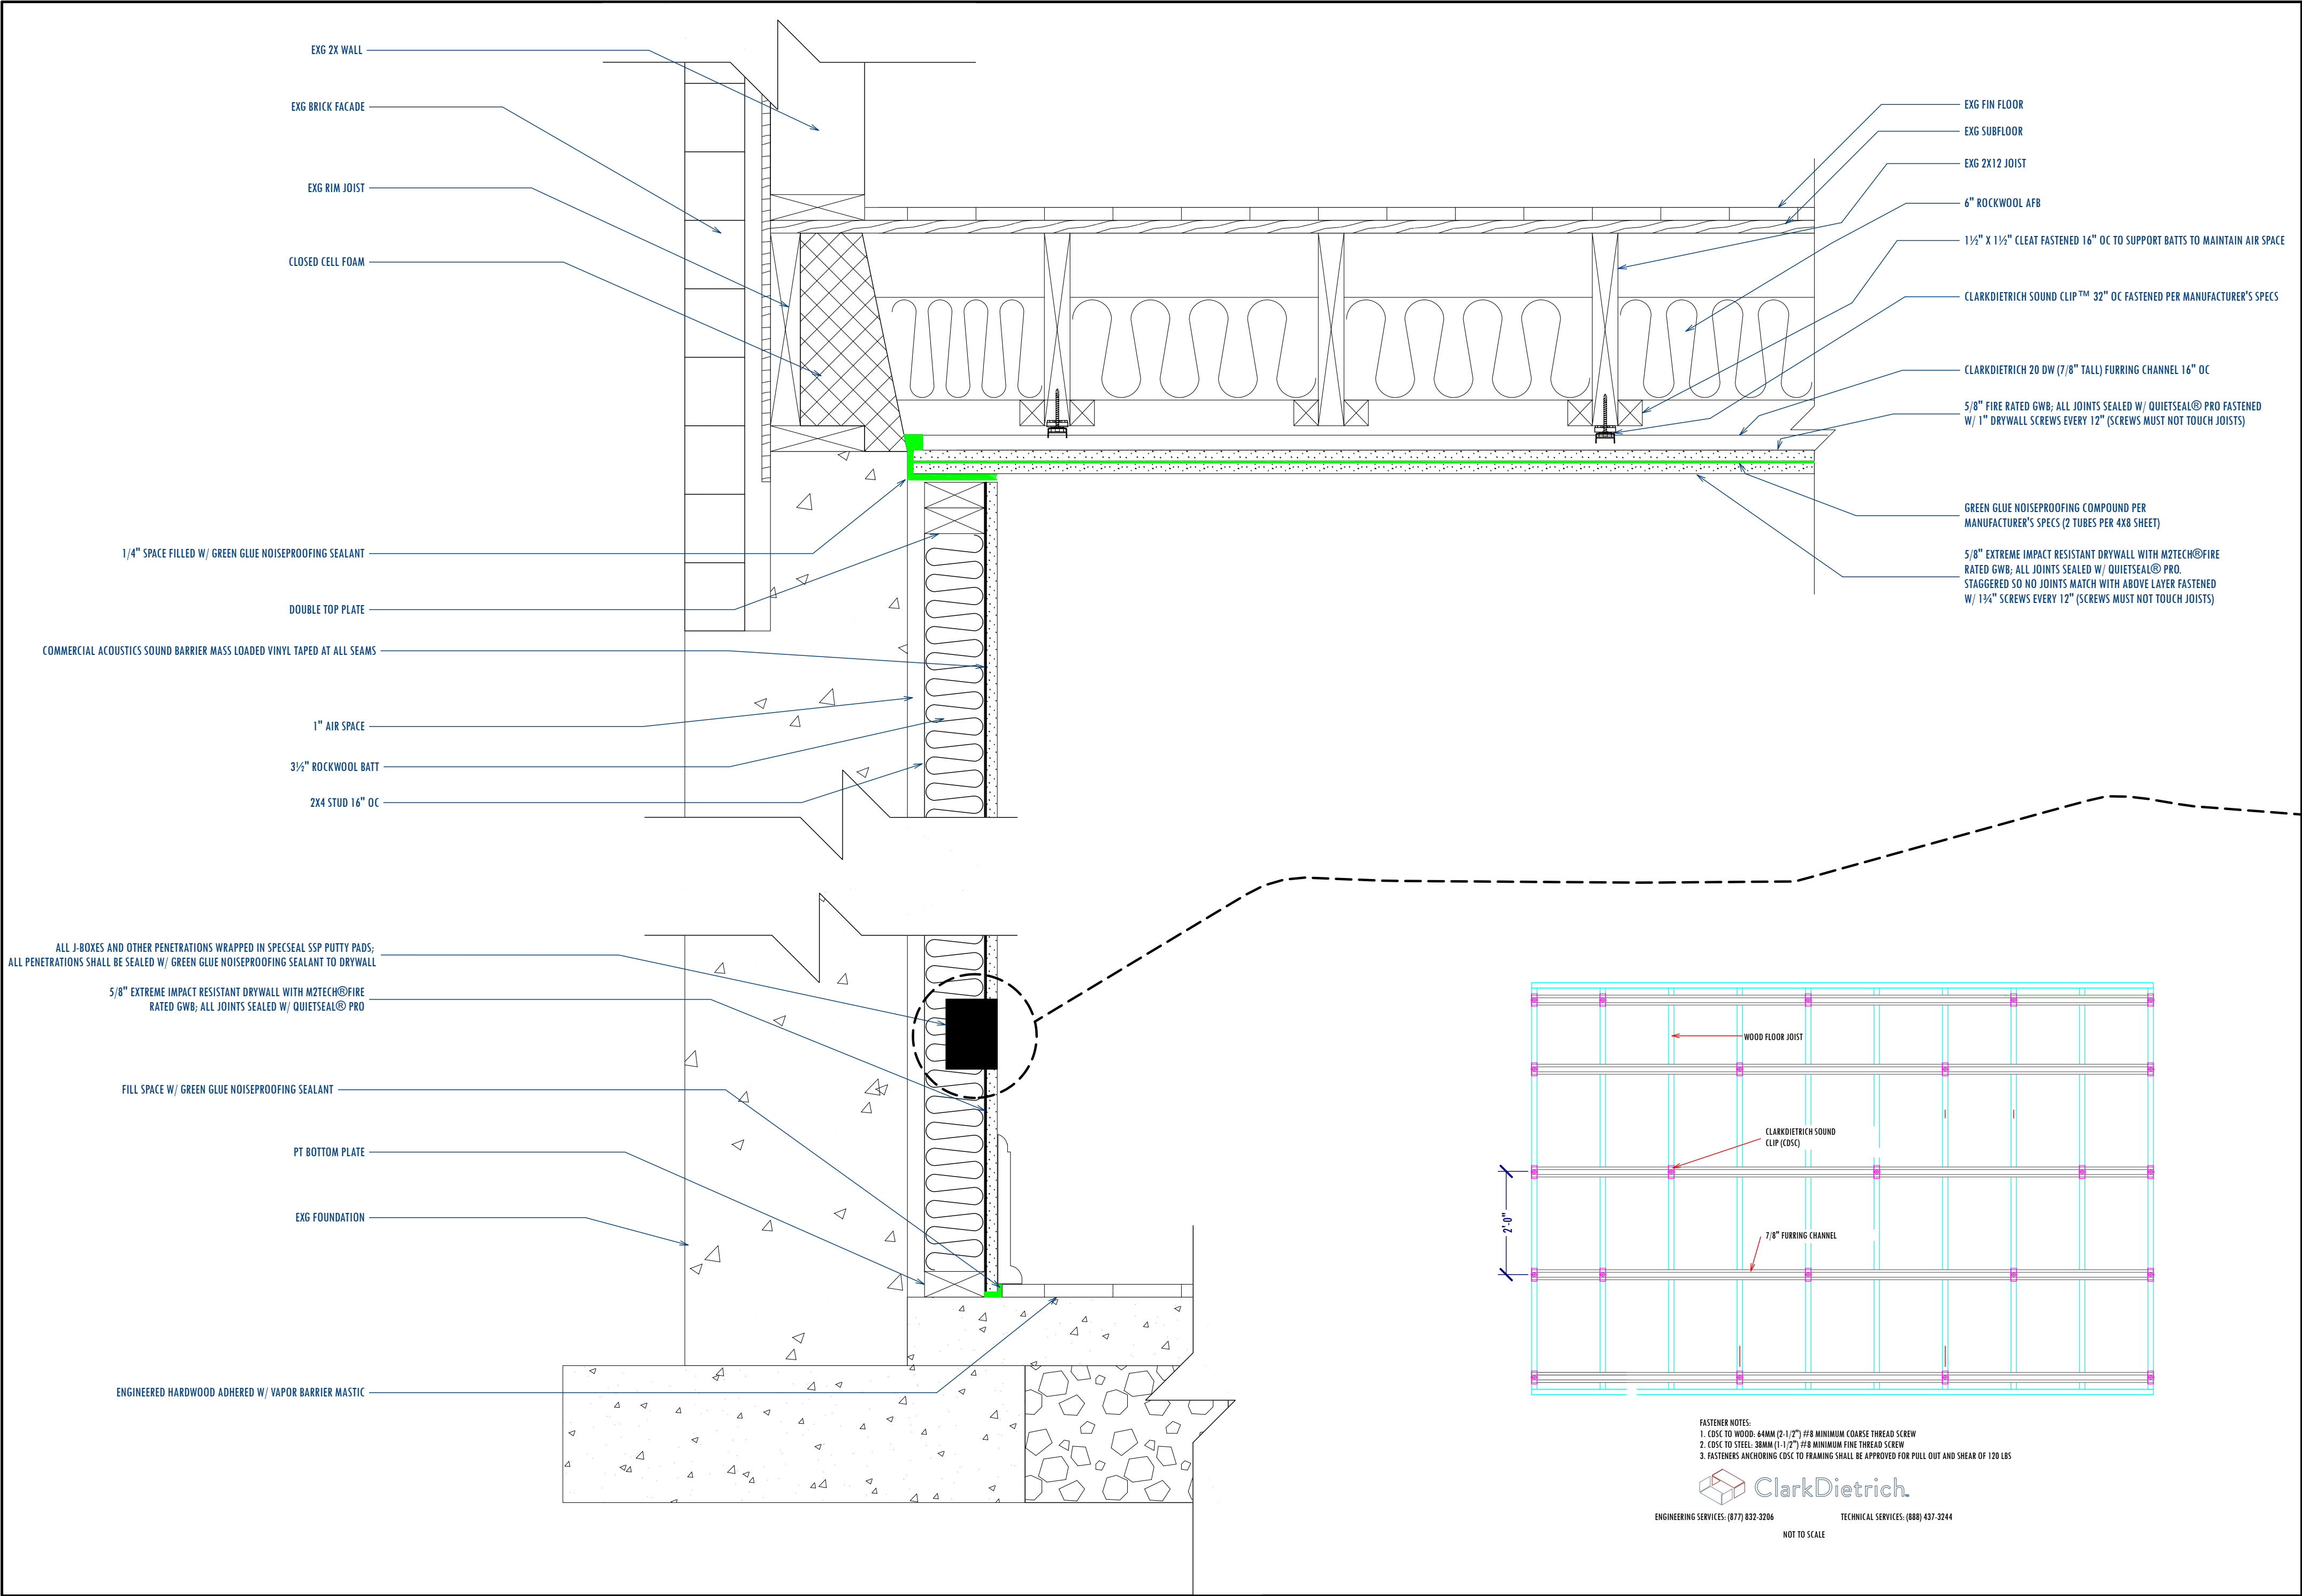 EXG 2X WALL
EXG BRICK FACADE
EXG RIM JOIST
CLOSED CELL FOAM
1/4" SPACE FILLED W/ GREEN GLUE NOISEPROOFING SEALANT
DOUBLE TOP PLATE
COMMERCIAL ACOUSTICS SOUND BARRIER MASS LOADED VINYL TAPED AT ALL SEAMS
1" AIR SPACE
3½" ROCKWOOL BATT
2X4 STUD 16" OC
ALL J-BOXES AND OTHER PENETRATIONS WRAPPED IN SPECSEAL SSP PUTTY PADS;
ALL PENETRATIONS SHALL BE SEALED W/ GREEN GLUE NOISEPROOFING SEALANT TO DRYWALL
5/8" EXTREME IMPACT RESISTANT DRYWALL WITH M2TECH®FIRE
RATED GWB; ALL JOINTS SEALED W/ QUIETSEAL® PRO
FILL SPACE W/ GREEN GLUE NOISEPROOFING SEALANT
PT BOTTOM PLATE
EXG FOUNDATION
ENGINEERED HARDWOOD ADHERED W/ VAPOR BARRIER MASTIC
EXG FIN FLOOR
EXG SUBFLOOR
EXG 2X12 JOIST
6" ROCKWOOL AFB
1½" X 1½" CLEAT FASTENED 16" OC TO SUPPORT BATTS TO MAINTAIN AIR SPACE
CLARKDIETRICH SOUND CLIP™ 32" OC FASTENED PER MANUFACTURER'S SPECS
CLARKDIETRICH 20 DW (7/8" TALL) FURRING CHANNEL 16" OC
5/8" FIRE RATED GWB; ALL JOINTS SEALED W/ QUIETSEAL® PRO FASTENED
W/ 1" DRYWALL SCREWS EVERY 12" (SCREWS MUST NOT TOUCH JOISTS)
GREEN GLUE NOISEPROOFING COMPOUND PER
MANUFACTURER'S SPECS (2 TUBES PER 4X8 SHEET)
5/8" EXTREME IMPACT RESISTANT DRYWALL WITH M2TECH®FIRE
RATED GWB; ALL JOINTS SEALED W/ QUIETSEAL® PRO.
STAGGERED SO NO JOINTS MATCH WITH ABOVE LAYER FASTENED
W/ 1¾" SCREWS EVERY 12" (SCREWS MUST NOT TOUCH JOISTS)
WOOD FLOOR JOIST
CLARKDIETRICH SOUND
CLIP (CDSC)
2'-0"
7/8" FURRING CHANNEL
FASTENER NOTES:
1. CDSC TO WOOD: 64MM (2-1/2") #8 MINIMUM COARSE THREAD SCREW
2. CDSC TO STEEL: 38MM (1-1/2") #8 MINIMUM FINE THREAD SCREW
3. FASTENERS ANCHORING CDSC TO FRAMING SHALL BE APPROVED FOR PULL OUT AND SHEAR OF 120 LBS
ClarkDietrich
ENGINEERING SERVICES: (877) 832-3206
TECHNICAL SERVICES: (888) 437-3244
NOT TO SCALE